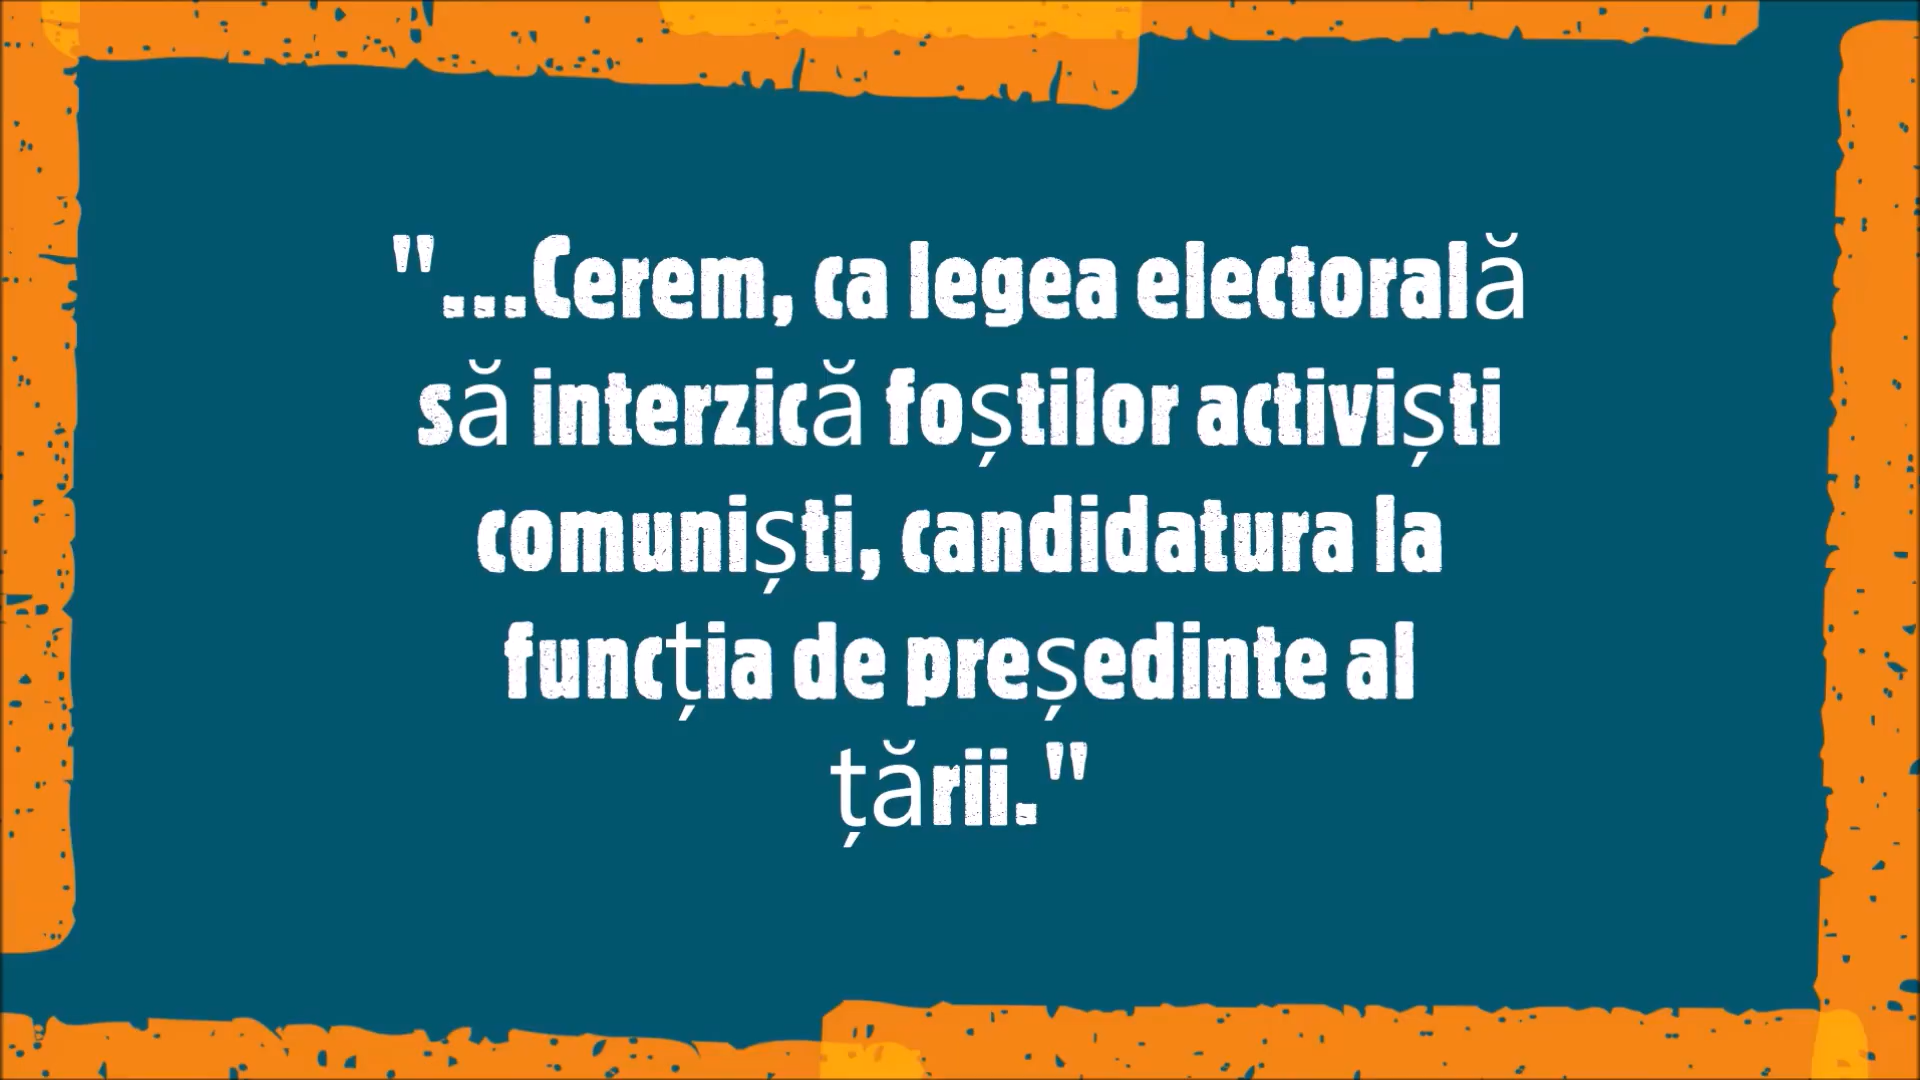 "...Cerem, ca legea electorală
să interzică foștilor activiști
comuniști, candidatura la
funcția de președinte al
țării."